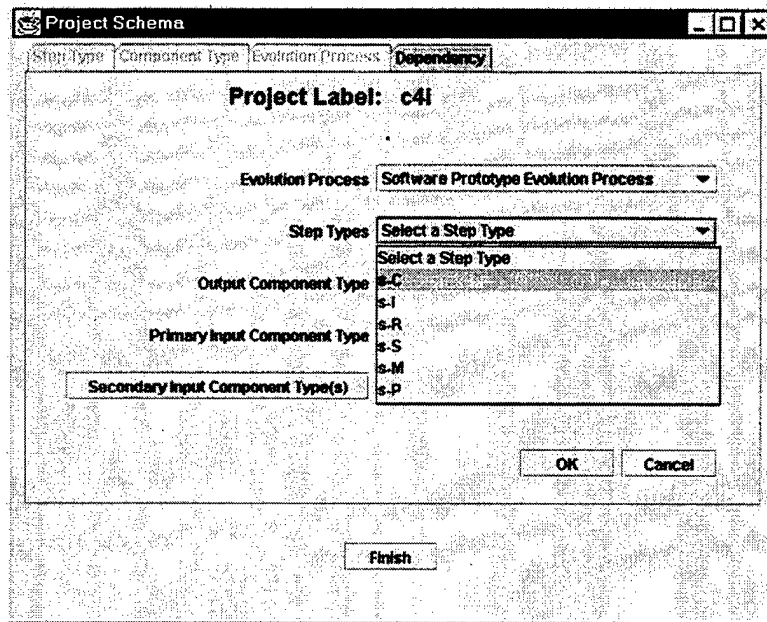 Project Schema
Step Type Component Type Evolution Process Dependency
Project Label: c4i
Evolution Process Software Prototype Evolution Process
Step Types Select a Step Type
Select a Step Type
Output Component Type s-C
s-I
s-R
Primary Input Component Type
s-S
s-M
Secondary Input Component Type(s) s-P
OK Cancel
Finish